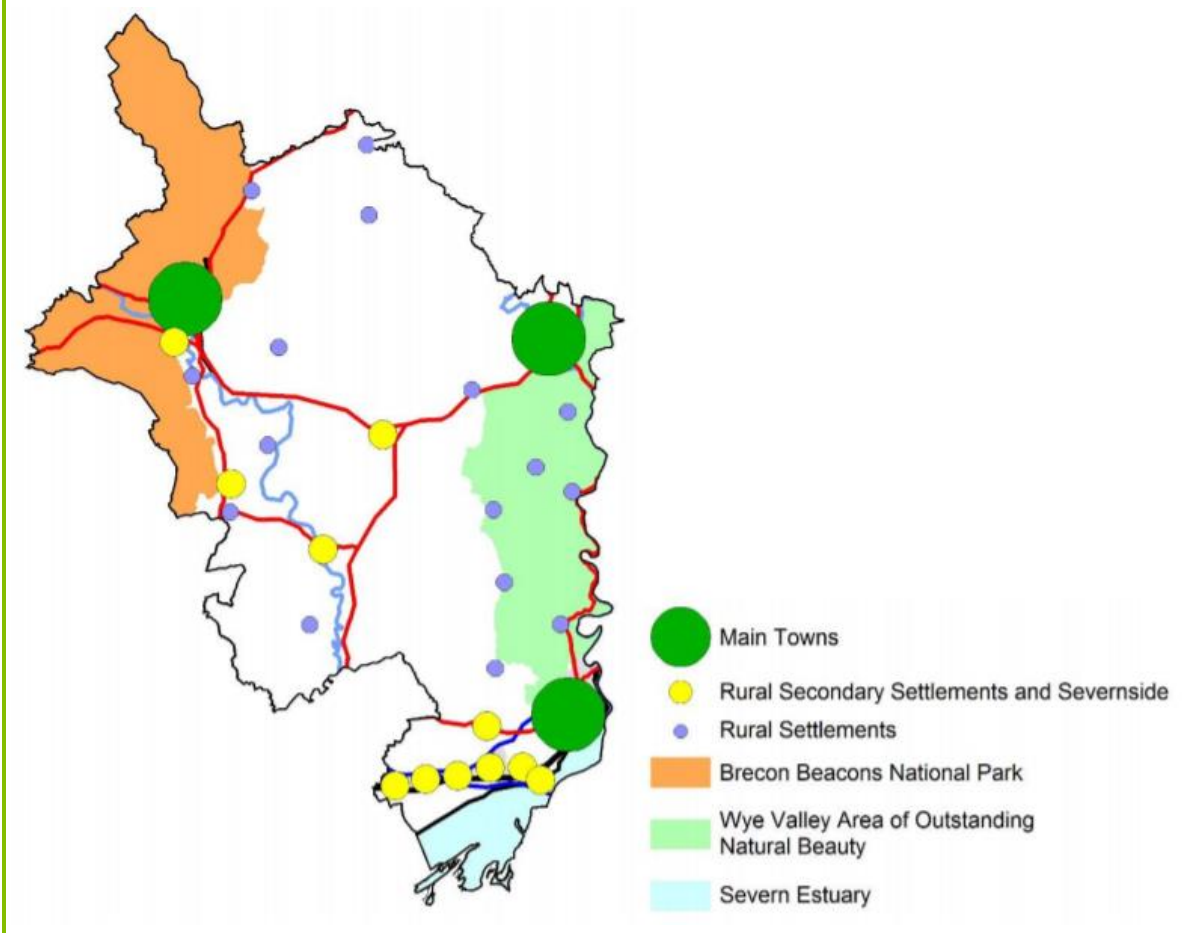 Main Towns
Rural Secondary Settlements and Severnside
Rural Settlements
Brecon Beacons National Park
Wye Valley Area of Outstanding
Natural Beauty
Severn Estuary